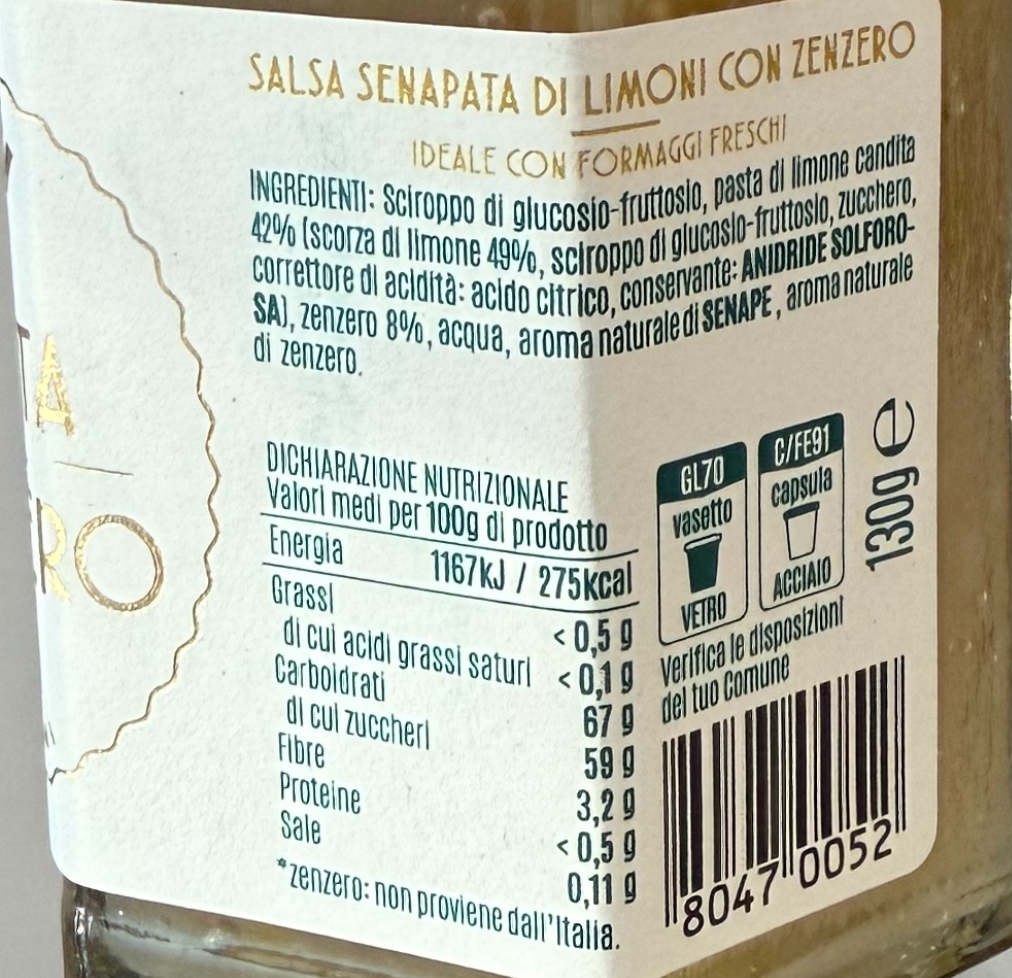 SALSA SENAPATA DI LIMONI CON ZENZERO
IDEALE CON FORMAGGI FRESCHI
INGREDIENTI: Sciroppo di glucosio-fruttosio, pasta di limone candita
42% (scorza di limone 49%, sciroppo di glucosio-fruttosio, zucchero,
correttore di acidità: acido citrico, conservante: ANIDRIDE SOLFORO-
SA), zenzero 8%, acqua, aroma naturale di SENAPE, aroma naturale
di zenzero.
TA
RO
DICHIARAZIONE NUTRIZIONALE
Valori medi per 100g di prodotto
Energia 1167kJ / 275kcal
Grassi <0,5 g
di cui acidi grassi saturi <0,1 g
Carboidrati 67 g
di cui zuccheri 59 g
Fibre 3,2 g
Proteine <0,5 g
Sale 0,11 g
*zenzero: non proviene dall'Italia.
GL70
vasetto
VETRO
C/FE91
capsula
ACCIAIO
130g e
Verifica le disposizioni
del tuo Comune
8047 0052